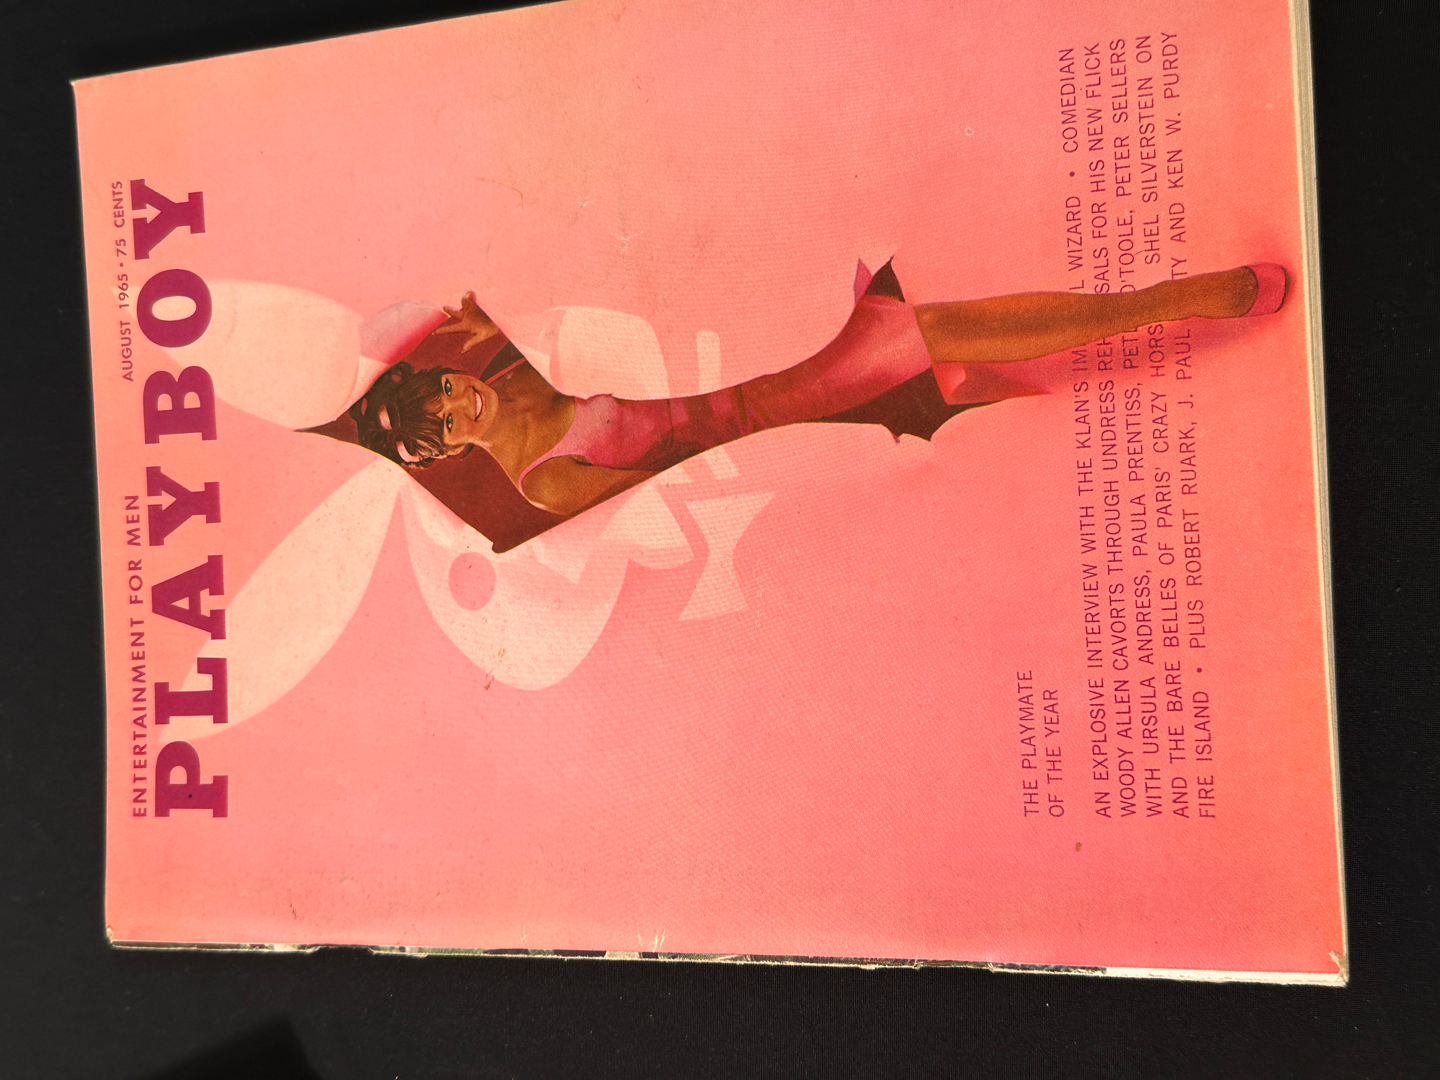 ENTERTAINMENT FOR MEN AUGUST 1965 • 75 CENTS
PLAYBOY
THE PLAYMATE
OF THE YEAR
AN EXPLOSIVE INTERVIEW WITH THE KLAN'S IM L WIZARD • COMEDIAN
WOODY ALLEN CAVORTS THROUGH UNDRESS REH SALS FOR HIS NEW FLICK
WITH URSULA ANDRESS, PAULA PRENTISS, PET O'TOOLE, PETER SELLERS
AND THE BARE BELLES OF PARIS' CRAZY HORS SHEL SILVERSTEIN ON
FIRE ISLAND • PLUS ROBERT RUARK, J. PAUL TY AND KEN W. PURDY